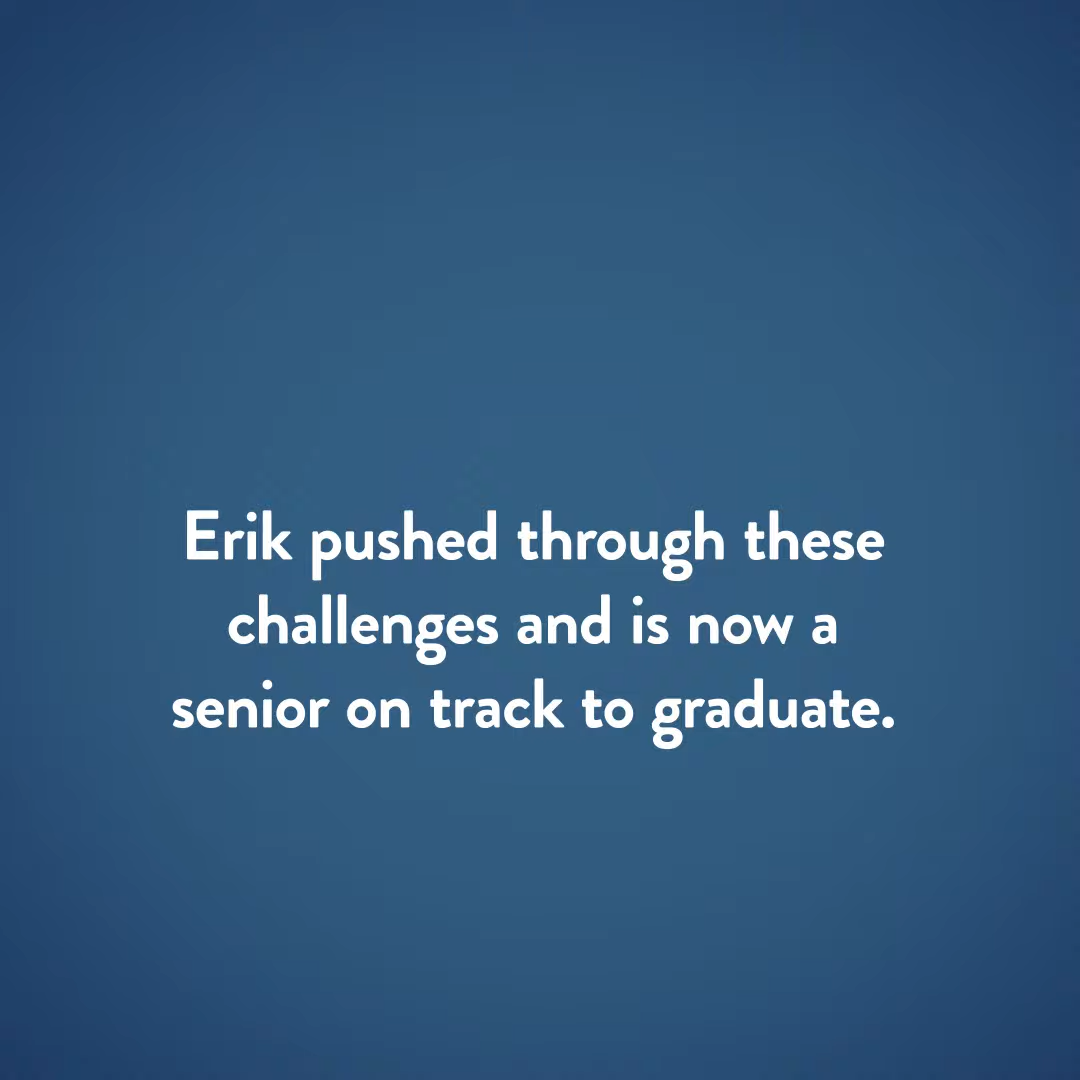 Erik pushed through these
challenges and is now a
senior on track to graduate.